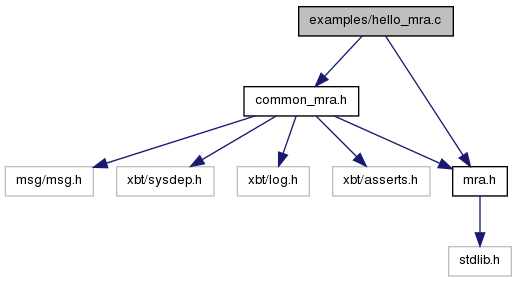 examples/hello_mra.c
common_mra.h
msg/msg.h
xbt/sysdep.h
xbt/log.h
xbt/asserts.h
mra.h
stdlib.h